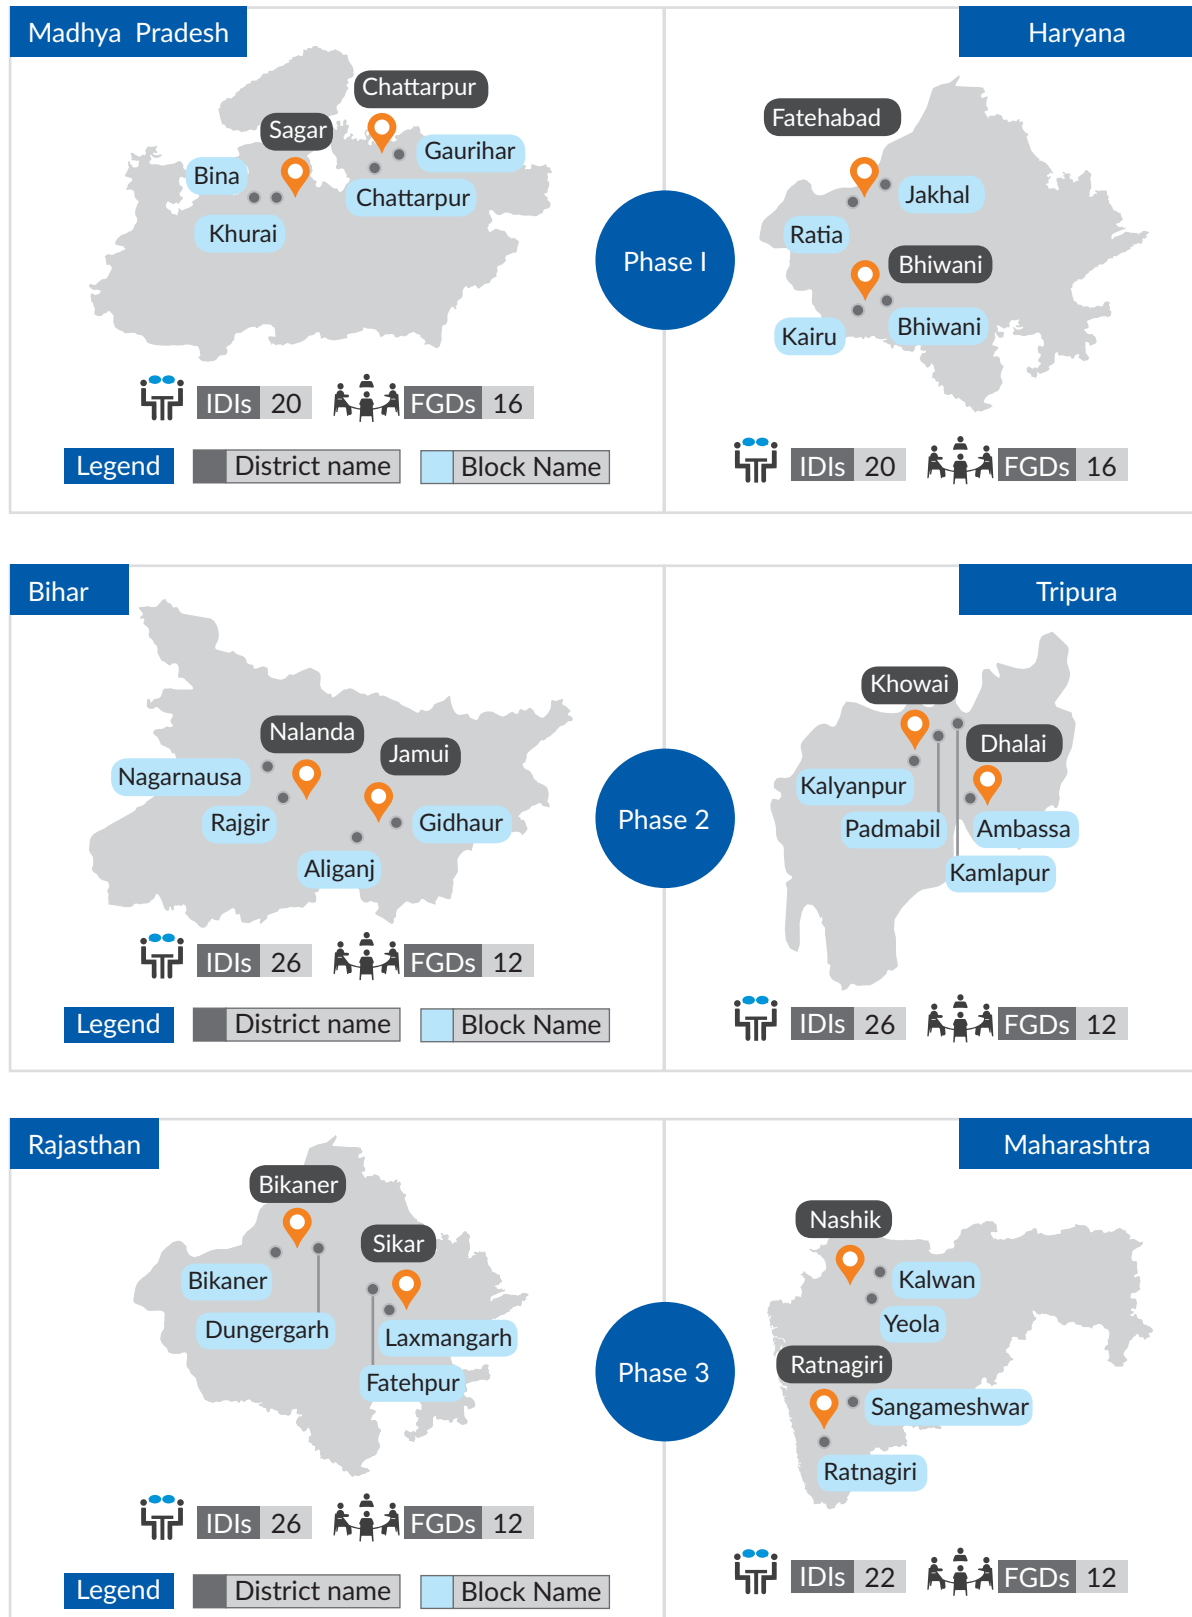 Madhya Pradesh
Haryana
Chattarpur
Sagar
Gaurihar
Bina
Chattarpur
Khurai
Fatehabad
Jakhal
Ratia
Bhiwani
Kairu
Bhiwani
Phase I
IDIs 20 FGDs 16
Legend District name Block Name
IDIs 20 FGDs 16
Bihar
Tripura
Nalanda
Jamui
Nagarnausa
Rajgir
Gidhaur
Aliganj
Khowai
Dhalai
Kalyanpur
Padmabil
Ambassa
Kamlapur
Phase 2
IDIs 26 FGDs 12
Legend District name Block Name
IDIs 26 FGDs 12
Rajasthan
Maharashtra
Bikaner
Sikar
Bikaner
Dungergarh
Laxmangarh
Fatehpur
Nashik
Kalwan
Yeola
Ratnagiri
Sangameshwar
Ratnagiri
Phase 3
IDIs 26 FGDs 12
Legend District name Block Name
IDIs 22 FGDs 12